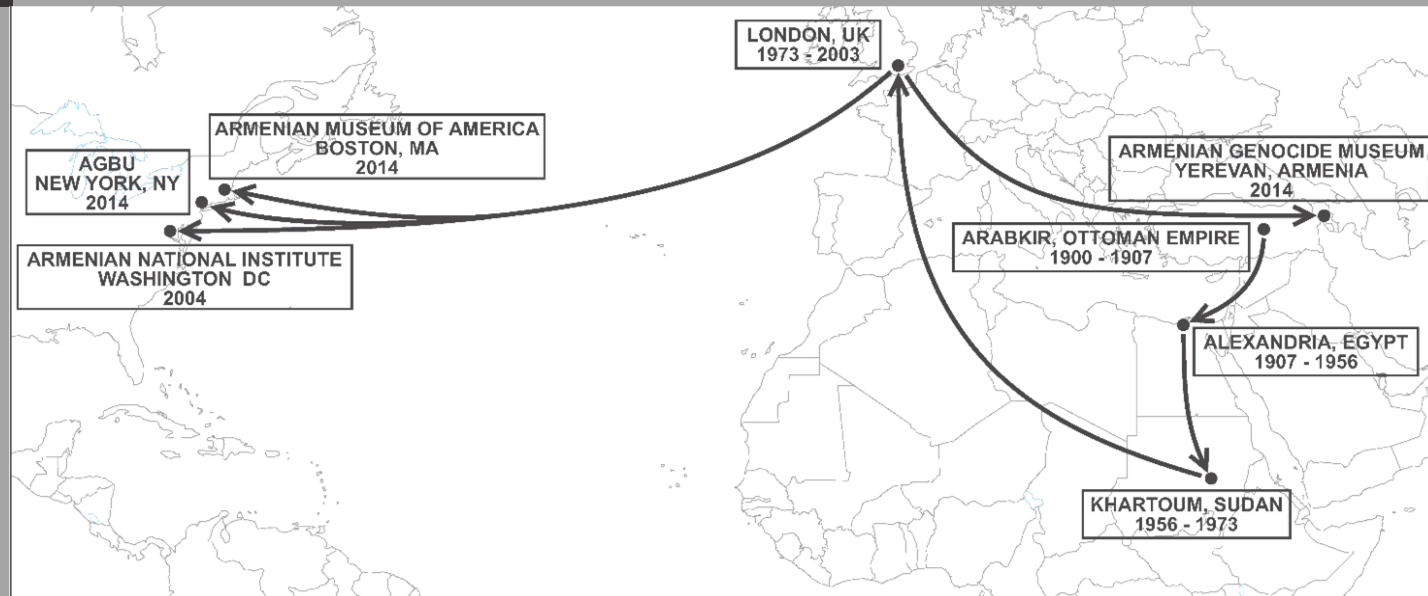 LONDON, UK
1973 - 2003
ARMENIAN MUSEUM OF AMERICA
BOSTON, MA
2014
AGBU
NEW YORK, NY
2014
ARMENIAN NATIONAL INSTITUTE
WASHINGTON DC
2004
ARMENIAN GENOCIDE MUSEUM
YEREVAN, ARMENIA
2014
ARABKIR, OTTOMAN EMPIRE
1900 - 1907
ALEXANDRIA, EGYPT
1907 - 1956
KHARTOUM, SUDAN
1956 - 1973